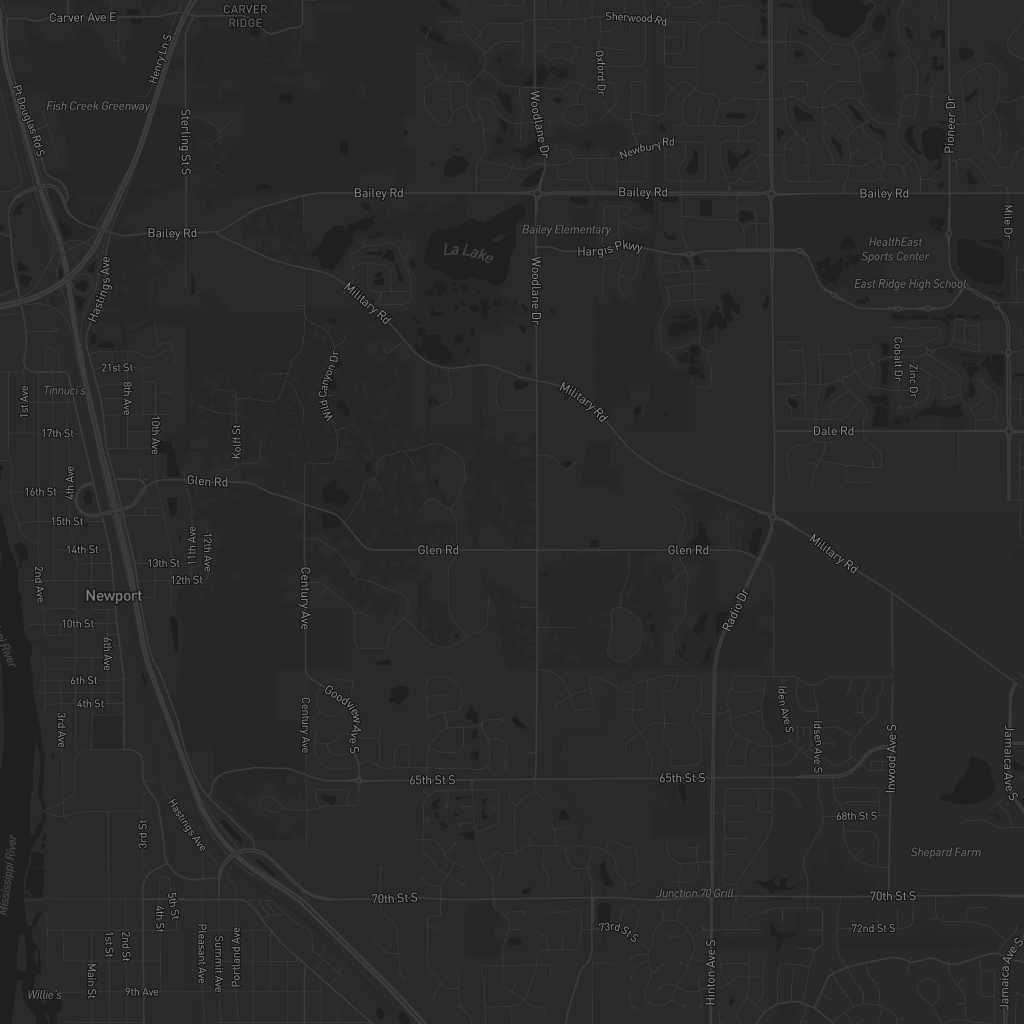 Carver Ave E
CARVER
RIDGE
Sherwood Rd
Henry Ln S
Oxford Dr
Pt Douglas Rd S
Fish Creek Greenway
Sterling St S
Woodlane Dr
Pioneer Dr
Newbury Rd
Bailey Rd
Bailey Rd
Bailey Rd
Mile Dr
Bailey Rd
Bailey Elementary
La Lake
Hargis Pkwy
HealthEast
Sports Center
Hastings Ave
Woodlane Dr
East Ridge High School
Military Rd
21st St
Cobalt Dr
Zinc Dr
Tinnuci's
1st Ave
8th Ave
Wild Canyon Dr
Military Rd
10th Ave
17th St
Kolff St
Dale Rd
4th Ave
Glen Rd
16th St
15th St
11th Ave
12th Ave
14th St
Glen Rd
Glen Rd
Military Rd
13th St
12th St
2nd Ave
Newport
Century Ave
Radio Dr
10th St
pi River
6th Ave
6th St
Goodview Ave S
4th St
3rd Ave
Century Ave
Iden Ave S
Idsen Ave S
Inwood Ave S
Jamaica Ave S
65th St S
65th St S
Hastings Ave
3rd St
68th St S
Shepard Farm
Mississippi River
70th St S
Junction 70 Grill
70th St S
5th St
4th St
73rd St S
72nd St S
1st St
2nd St
Pleasant Ave
Summit Ave
Portland Ave
Hinton Ave S
Jamaica Ave S
Main St
9th Ave
Willie's